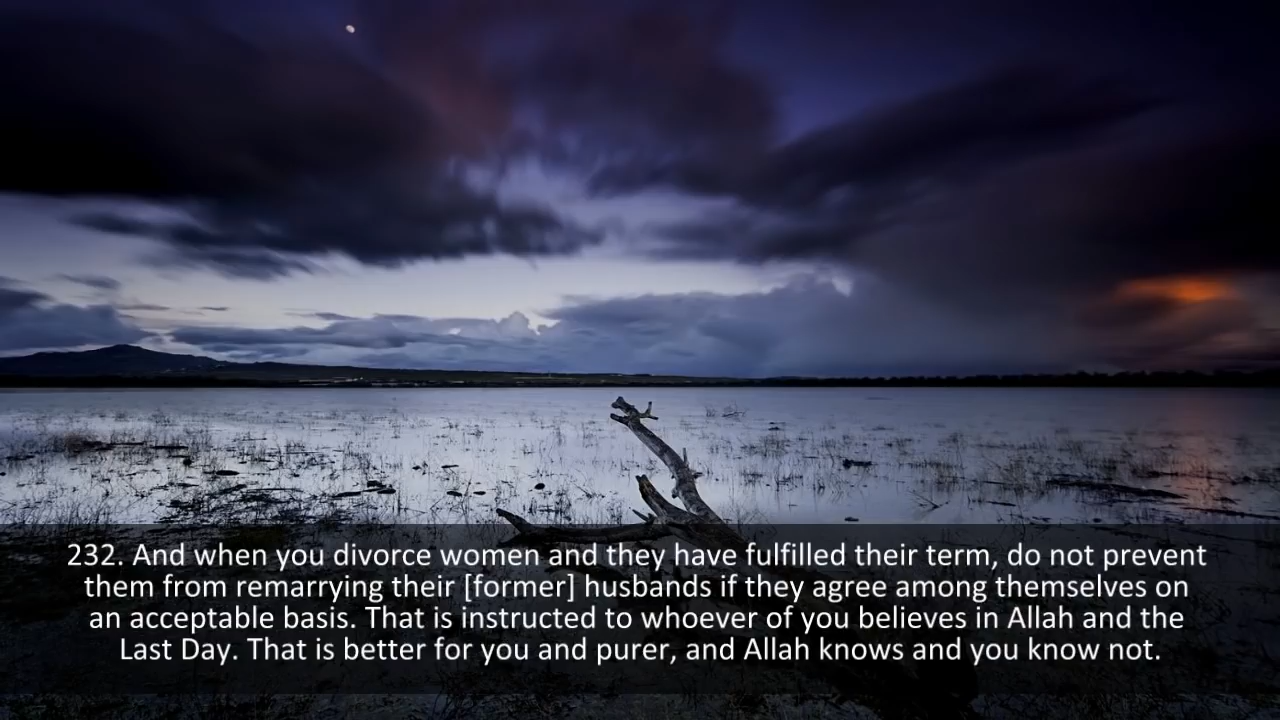 232. And when you divorce women and they have fulfilled their term, do not prevent
them from remarrying their [former] husbands if they agree among themselves on
an acceptable basis. That is instructed to whoever of you believes in Allah and the
Last Day. That is better for you and purer, and Allah knows and you know not.